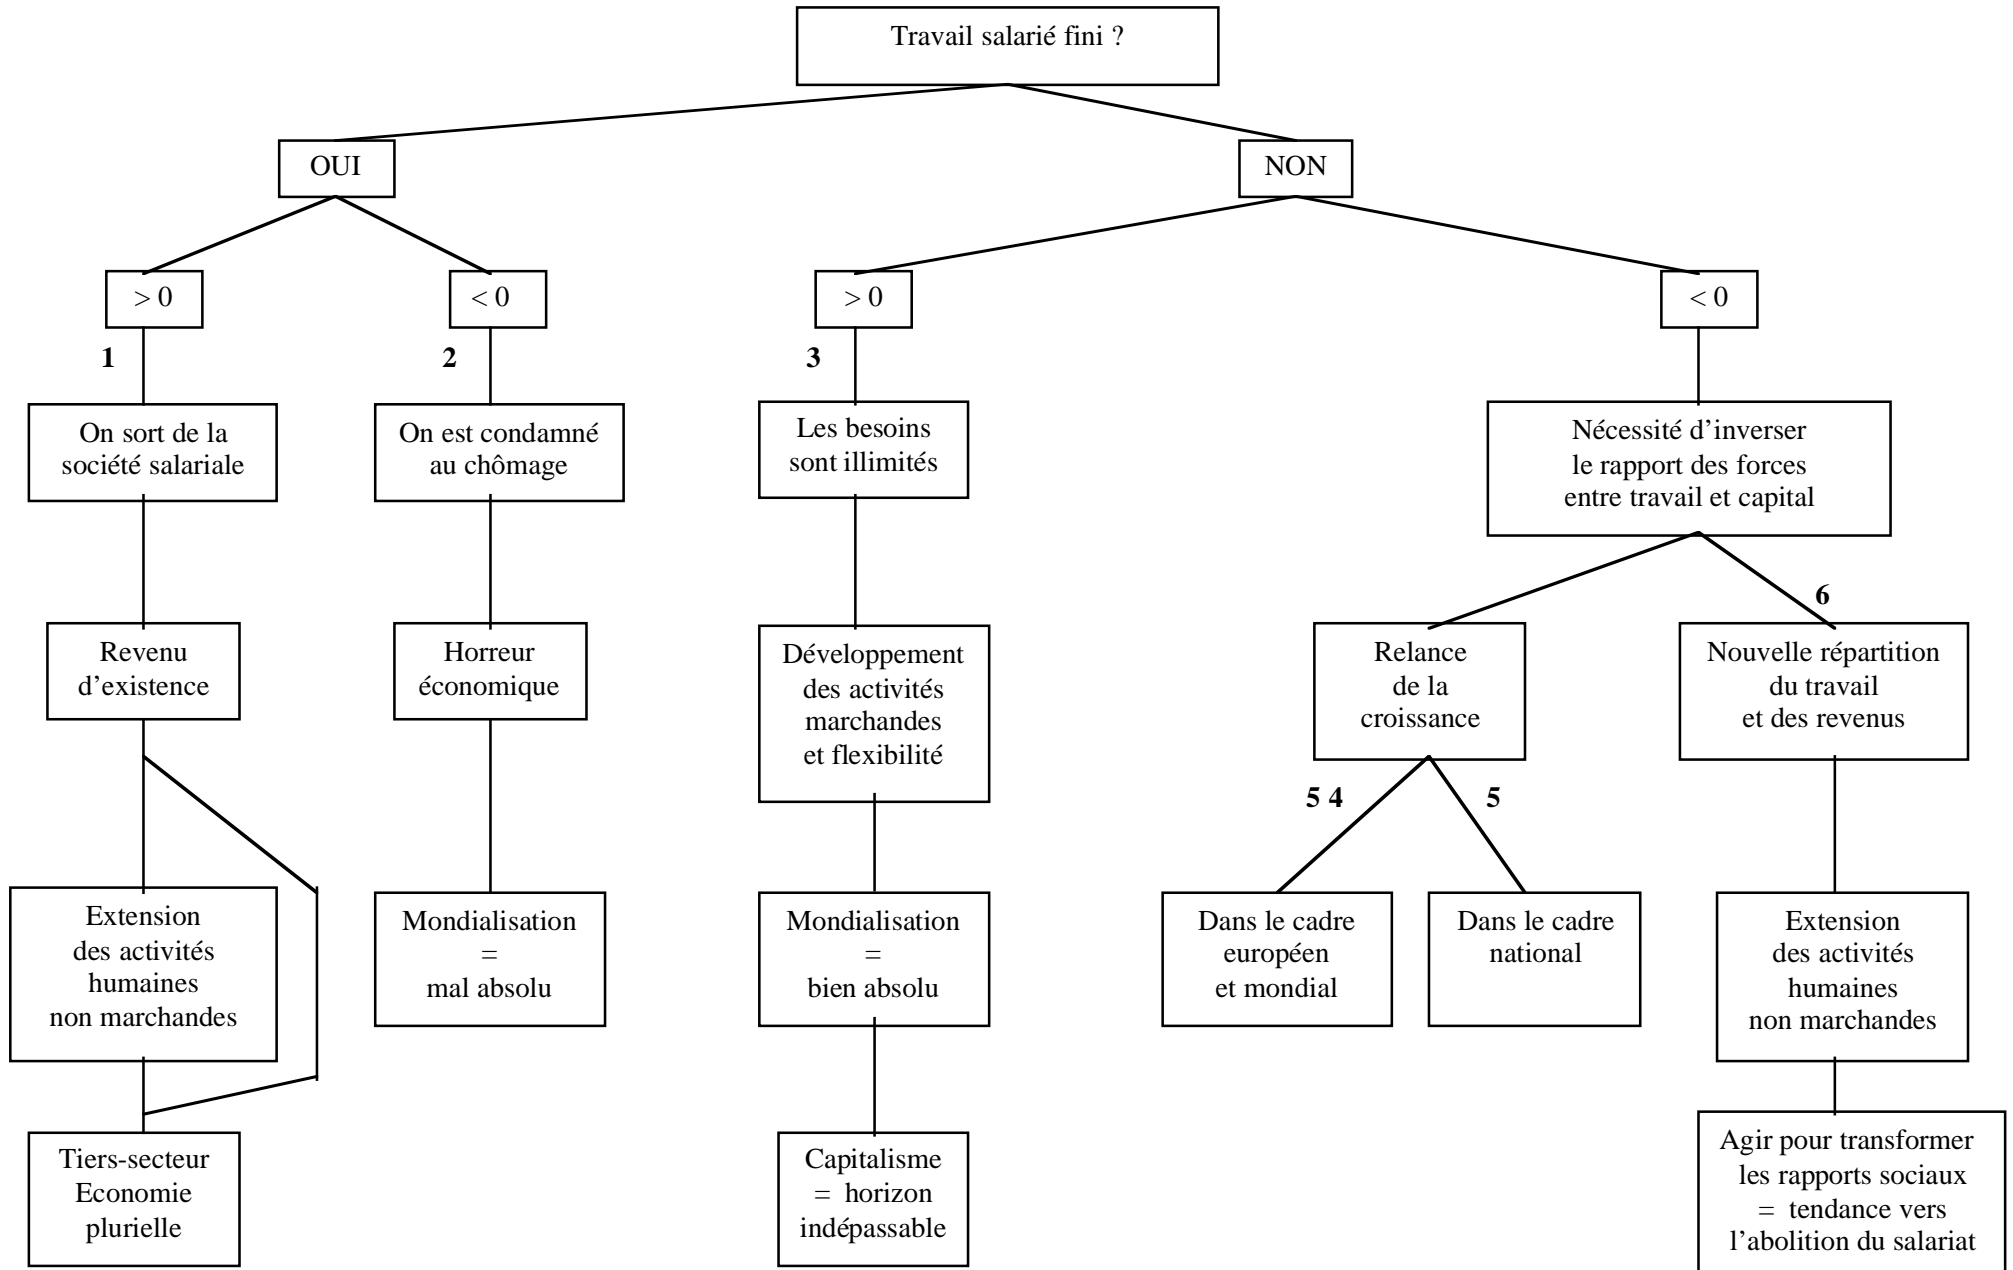 Travail salarié fini ?
OUI
NON
> 0
< 0
> 0
< 0
1
2
3
On sort de la
société salariale
On est condamné
au chômage
Les besoins
sont illimités
Nécessité d’inverser
le rapport des forces
entre travail et capital
6
Revenu
d’existence
Horreur
économique
Développement
des activités
marchandes
et flexibilité
Relance
de la
croissance
Nouvelle répartition
du travail
et des revenus
5 4
5
Extension
des activités
humaines
non marchandes
Mondialisation
=
mal absolu
Mondialisation
=
bien absolu
Dans le cadre
européen
et mondial
Dans le cadre
national
Extension
des activités
humaines
non marchandes
Tiers-secteur
Economie
plurielle
Capitalisme
= horizon
indépassable
Agir pour transformer
les rapports sociaux
= tendance vers
l’abolition du salariat